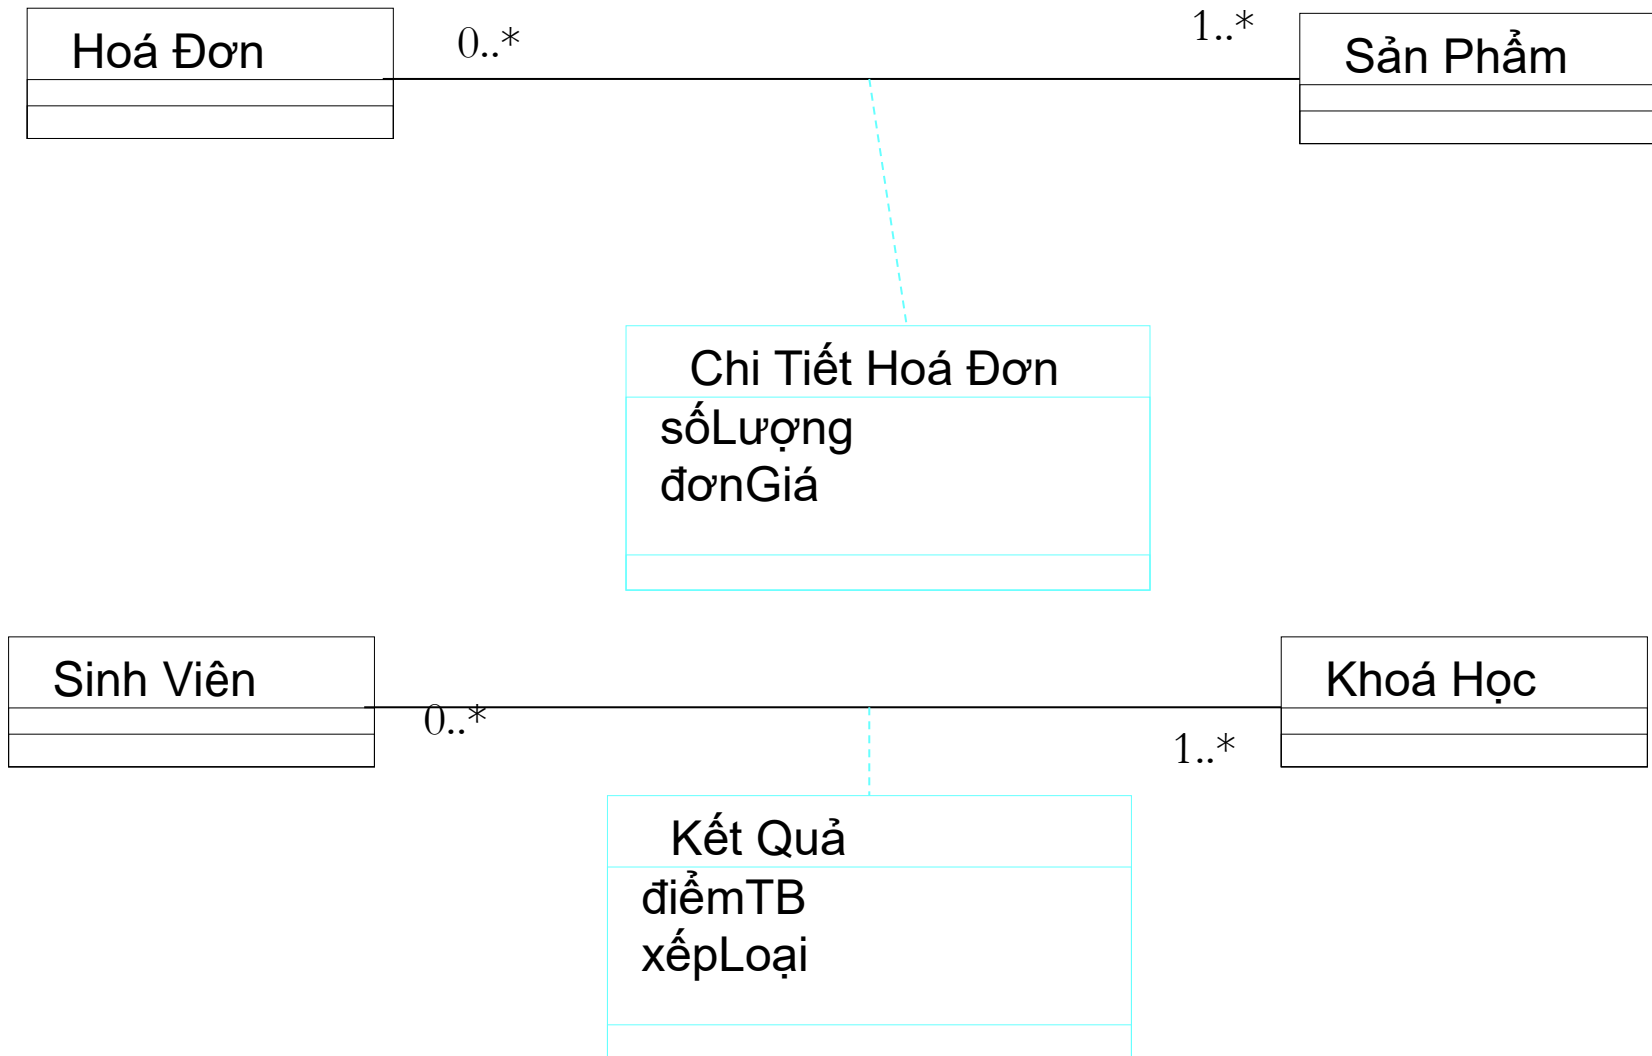 Hoá Đơn
0..*
1..*
Sản Phẩm
Chi Tiết Hoá Đơn
sốLượng
đơnGiá
Sinh Viên
0..*
1..*
Khoá Học
Kết Quả
điểmTB
xếpLoại